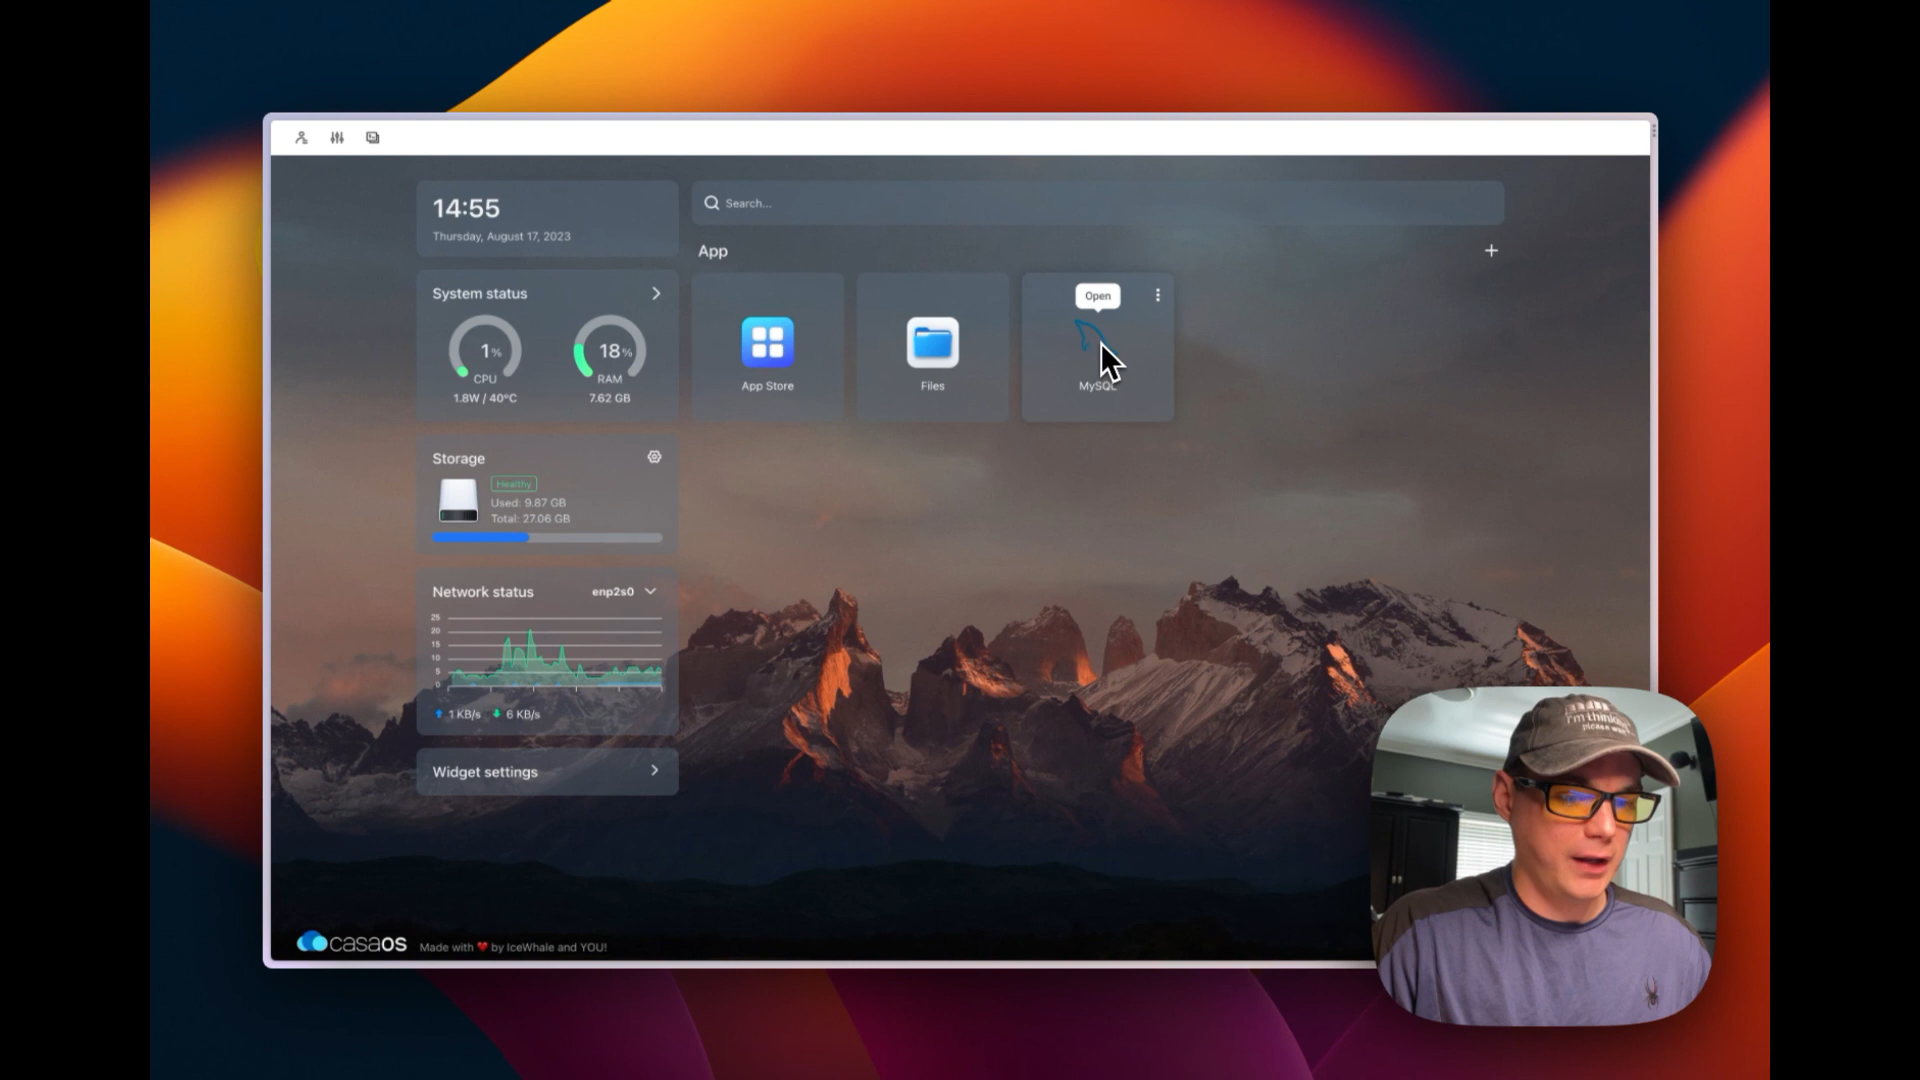 14:55
Thursday, August 17, 2023
Search...
App
System status
1%
CPU
1.8W / 40°C
18%
RAM
7.62 GB
Open
App Store
Files
MySQL
Storage
Healthy
Used: 9.87 GB
Total: 27.06 GB
Network status
enp2s0
25
20
15
10
5
0
1 KB/s
6 KB/s
Widget settings
casaOS
Made with ❤ by IceWhale and YOU!
I'm thinking
please wait